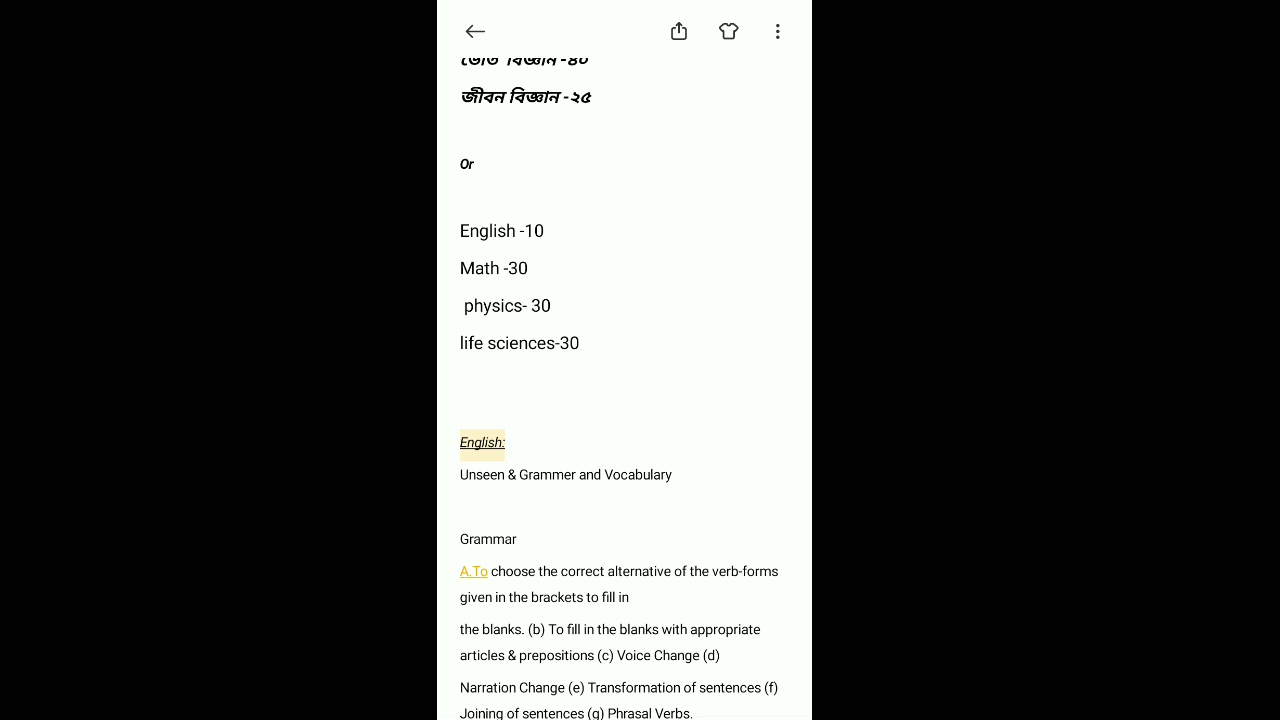 ভৌত বিজ্ঞান -৪০
জীবন বিজ্ঞান -২৫
Or
English -10
Math -30
physics- 30
life sciences-30
English:
Unseen & Grammer and Vocabulary
Grammar
A.To choose the correct alternative of the verb-forms
given in the brackets to fill in
the blanks. (b) To fill in the blanks with appropriate
articles & prepositions (c) Voice Change (d)
Narration Change (e) Transformation of sentences (f)
Joining of sentences (g) Phrasal Verbs.